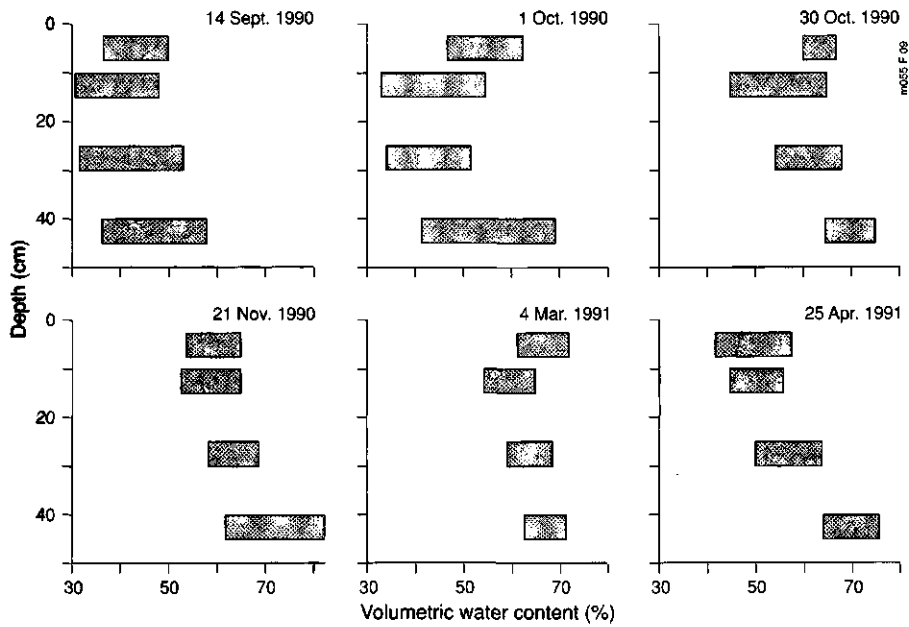 14 Sept. 1990
1 Oct. 1990
30 Oct. 1990
m055 F 09
0
20
40
Depth (cm)
21 Nov. 1990
4 Mar. 1991
25 Apr. 1991
0
20
40
30 50 70
30 50 70
30 50 70
Volumetric water content (%)